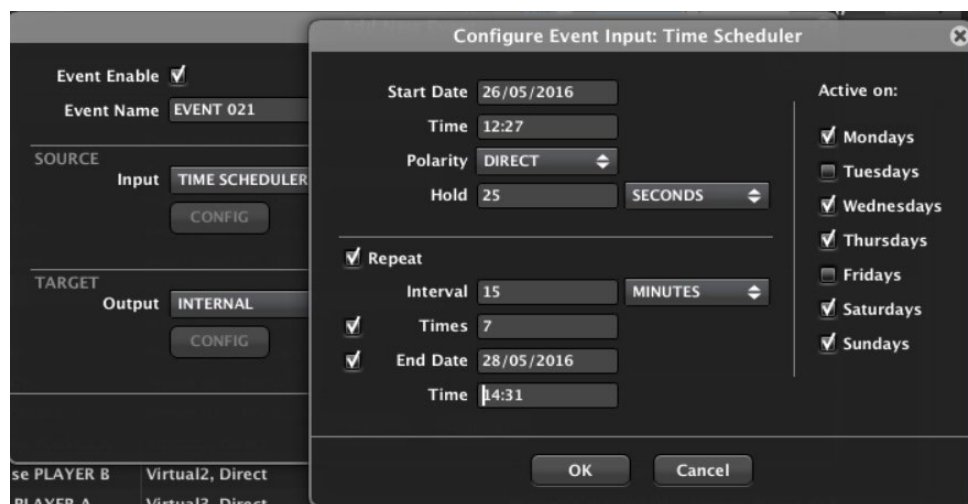 Event Enable
Event Name EVENT 021
SOURCE
Input TIME SCHEDULER
CONFIG
TARGET
Output INTERNAL
CONFIG
se PLAYER B Virtual2, Direct
PLAYER A Virtual3, Direct
Configure Event Input: Time Scheduler
Start Date 26/05/2016
Time 12:27
Polarity DIRECT
Hold 25 SECONDS
Repeat
Interval 15 MINUTES
Times 7
End Date 28/05/2016
Time 14:31
Active on:
Mondays
Tuesdays
Wednesdays
Thursdays
Fridays
Saturdays
Sundays
OK Cancel